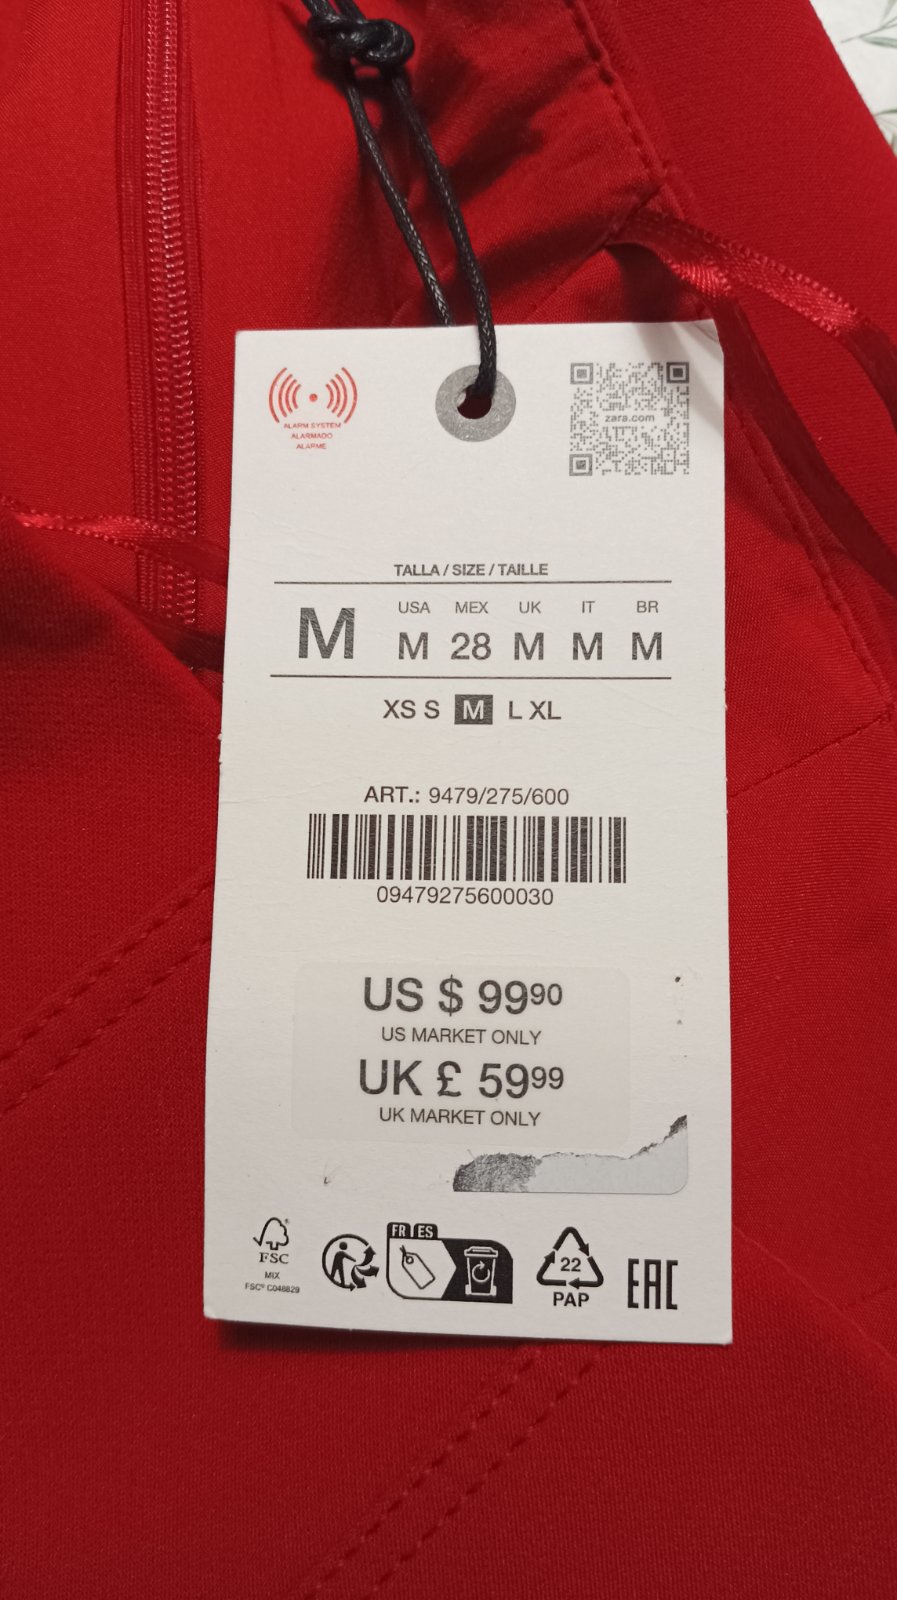 ALARM SYSTEM
ALARMADO
ALARME
zara.com
TALLA / SIZE / TAILLE
M
USA MEX UK IT BR
M 28 M M M
XS S M L XL
ART.: 9479/275/600
09479275600030
US $ 9990
US MARKET ONLY
UK £ 5999
UK MARKET ONLY
FSC®
MIX
FSC® C048829
FR ES
22
PAP
EAC